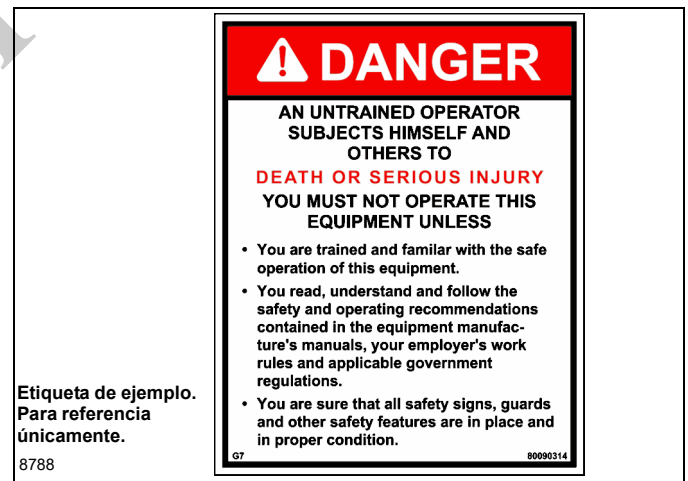 DANGER
AN UNTRAINED OPERATOR
SUBJECTS HIMSELF AND
OTHERS TO
DEATH OR SERIOUS INJURY
YOU MUST NOT OPERATE THIS
EQUIPMENT UNLESS
• You are trained and familar with the safe
operation of this equipment.
• You read, understand and follow the
safety and operating recommendations
contained in the equipment manufac-
ture's manuals, your employer's work
rules and applicable government
regulations.
• You are sure that all safety signs, guards
and other safety features are in place and
in proper condition.
G7 80090314
Etiqueta de ejemplo.
Para referencia
únicamente.
8788